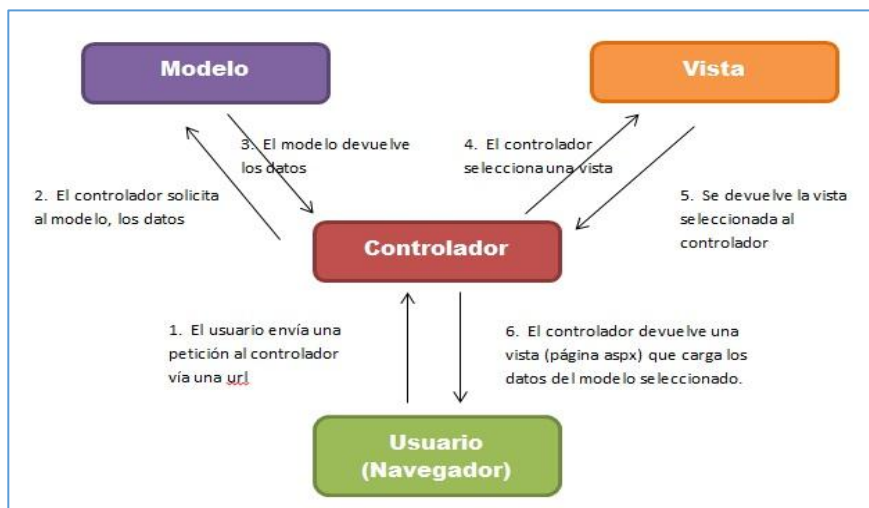 Modelo
Vista
3. El modelo devuelve
los datos
4. El controlador
selecciona una vista
2. El controlador solicita
al modelo, los datos
5. Se devuelve la vista
seleccionada al
controlador
Controlador
1. El usuario envía una
petición al controlador
vía una url
6. El controlador devuelve una
vista (página aspx) que carga los
datos del modelo seleccionado.
Usuario
(Navegador)